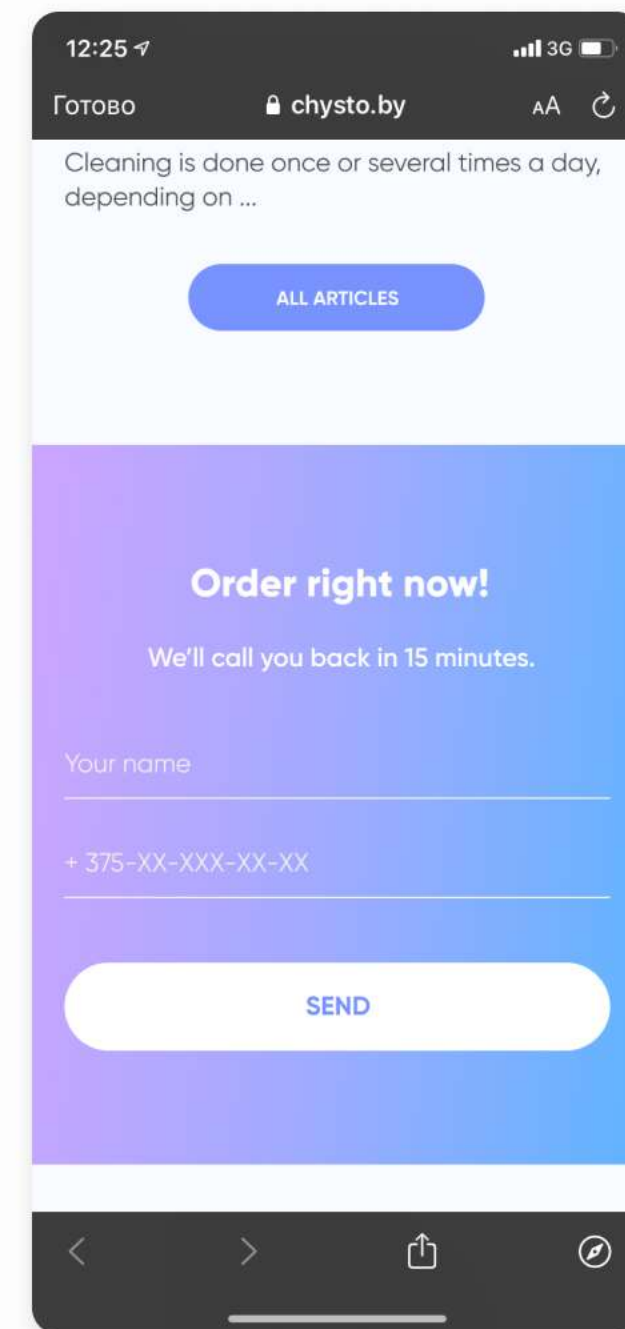 12:25
3G
Готово
chysto.by
AA
Cleaning is done once or several times a day,
depending on ...
ALL ARTICLES
Order right now!
We'll call you back in 15 minutes.
Your name
+ 375-XX-XXX-XX-XX
SEND